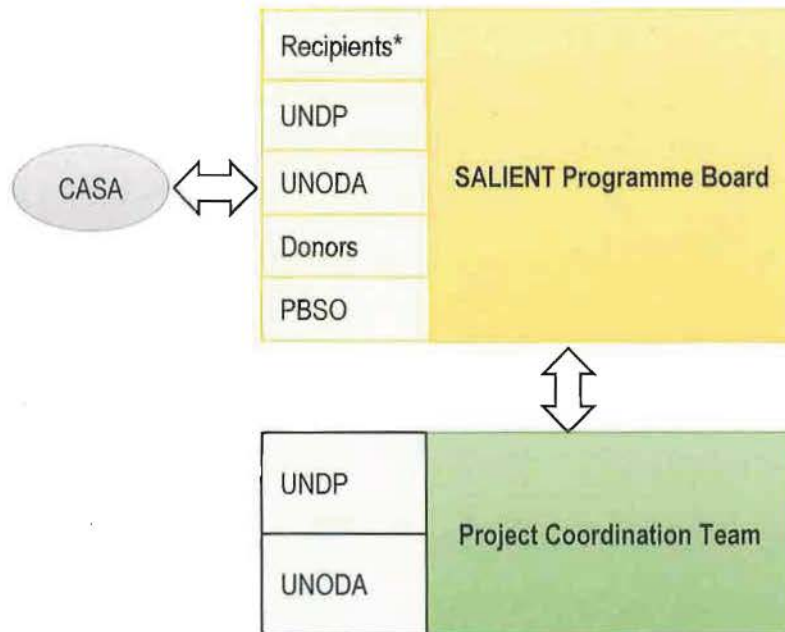 Recipients*
UNDP
CASA
UNODA
SALIENT Programme Board
Donors
PBSO
UNDP
Project Coordination Team
UNODA